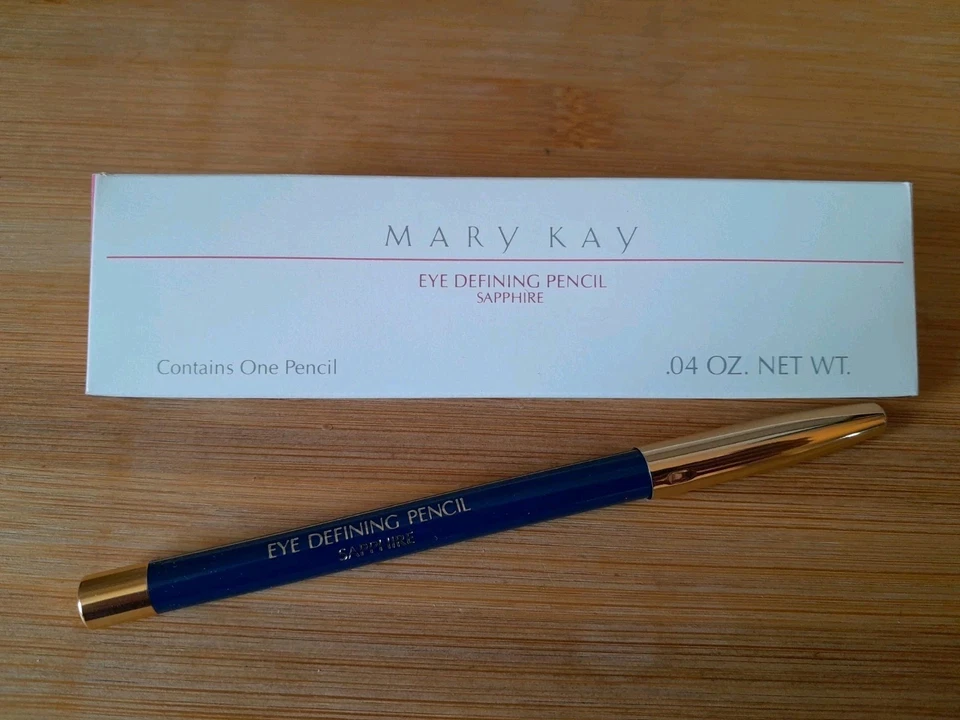 MARY KAY
EYE DEFINING PENCIL
SAPPHIRE
Contains One Pencil
.04 OZ. NET WT.
EYE DEFINING PENCIL
SAPPHIRE